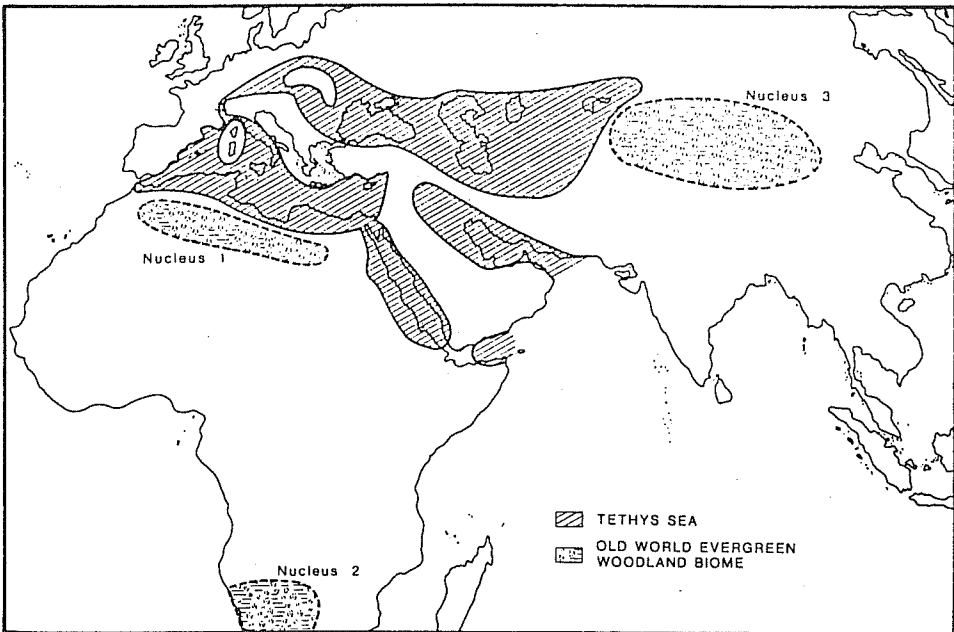 Nucleus 3
Nucleus 1
TETHYS SEA
OLD WORLD EVERGREEN
WOODLAND BIOME
Nucleus 2